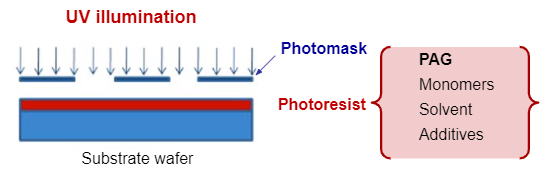 UV illumination
Photomask
Photoresist
PAG
Monomers
Solvent
Additives
Substrate wafer